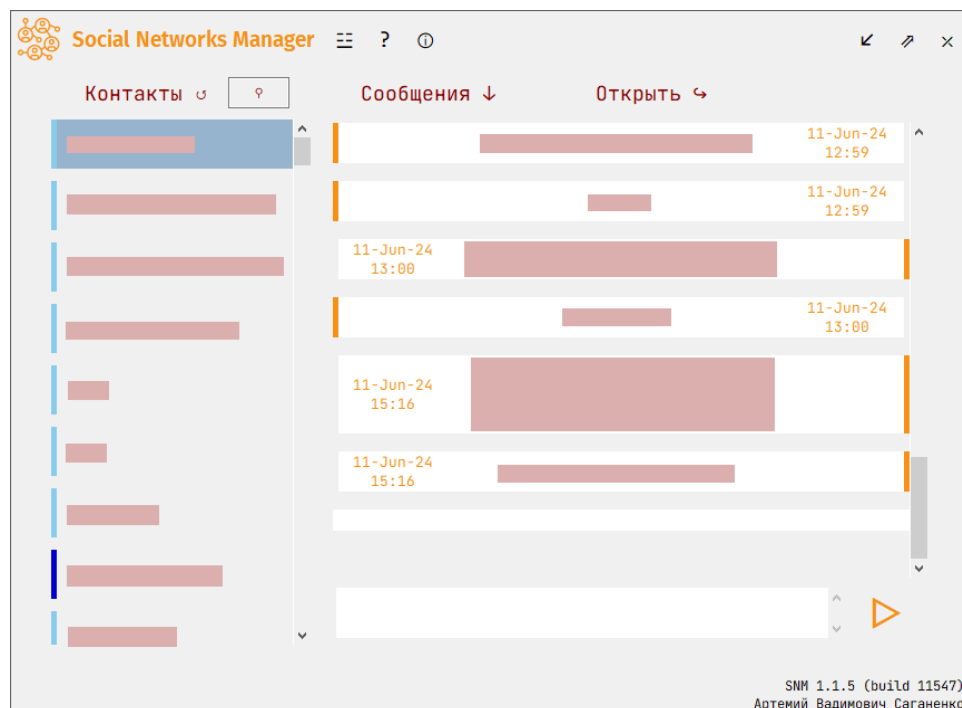 Social Networks Manager
?
Контакты
Сообщения ↓
Открыть ↪
11-Jun-24
12:59
11-Jun-24
12:59
11-Jun-24
13:00
11-Jun-24
13:00
11-Jun-24
15:16
11-Jun-24
15:16
SNM 1.1.5 (build 11547)
Артемий Вадимович Саганенко